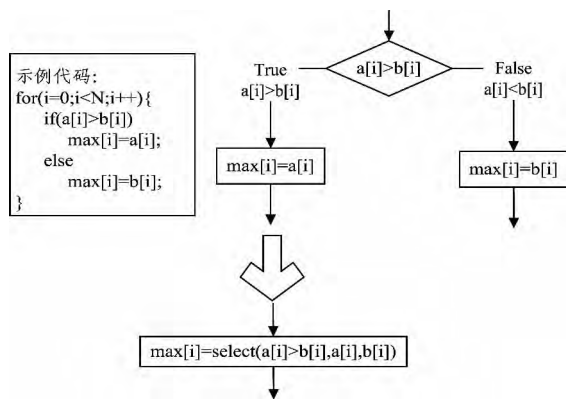 示例代码:
for(i=0;i<N;i++){
if(a[i]>b[i])
max[i]=a[i];
else
max[i]=b[i];
}
a[i]>b[i]
True
a[i]>b[i]
False
a[i]<b[i]
max[i]=a[i]
max[i]=b[i]
max[i]=select(a[i]>b[i],a[i],b[i])